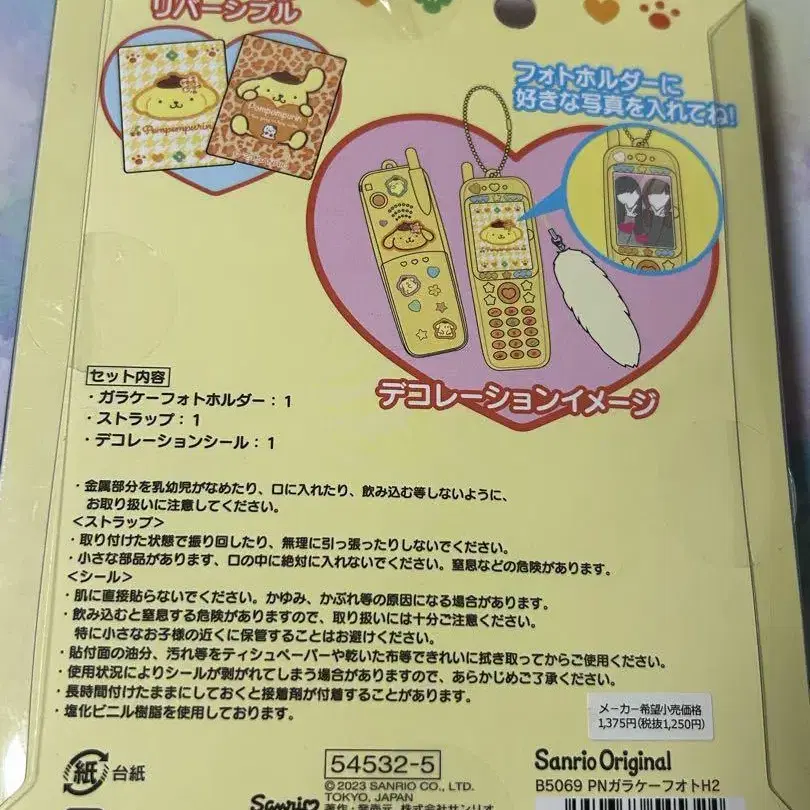 リバーシブル
Pompompurin
Pompompurin
フォトホルダーに
好きな写真を入れてね!
デコレーションイメージ
セット内容
・ガラケーフォトホルダー：1
・ストラップ：1
・デコレーションシール：1
・金属部分を乳幼児がなめたり、口に入れたり、飲み込む等しないように、
お取り扱いに注意してください。
<ストラップ>
・取り付けた状態で振り回したり、無理に引っ張ったりしないでください。
・小さな部品があります、口の中に絶対に入れないでください。窒息などの危険があります。
<シール>
・肌に直接貼らないでください。かゆみ、かぶれ等の原因になる場合があります。
・飲み込むと窒息する危険がありますので、取り扱いには十分ご注意ください。
特に小さなお子様の近くに保管することはお避けください。
・貼付面の油分、汚れ等をティシュペーパーや乾いた布等できれいに拭き取ってからご使用ください。
・使用状況によりシールが剥がれてしまう場合がありますので、あらかじめご了承ください。
・長時間付けたままにしておくと接着剤が付着することがあります。
・塩化ビニル樹脂を使用しております。
メーカー希望小売価格
1,375円(税抜1,250円)
紙 台紙
54532-5
© 2023 SANRIO CO., LTD.
TOKYO, JAPAN
Sanrio
著作・発売元 株式会社サンリオ
Sanrio Original
B5069 PNガラケーフオトH2